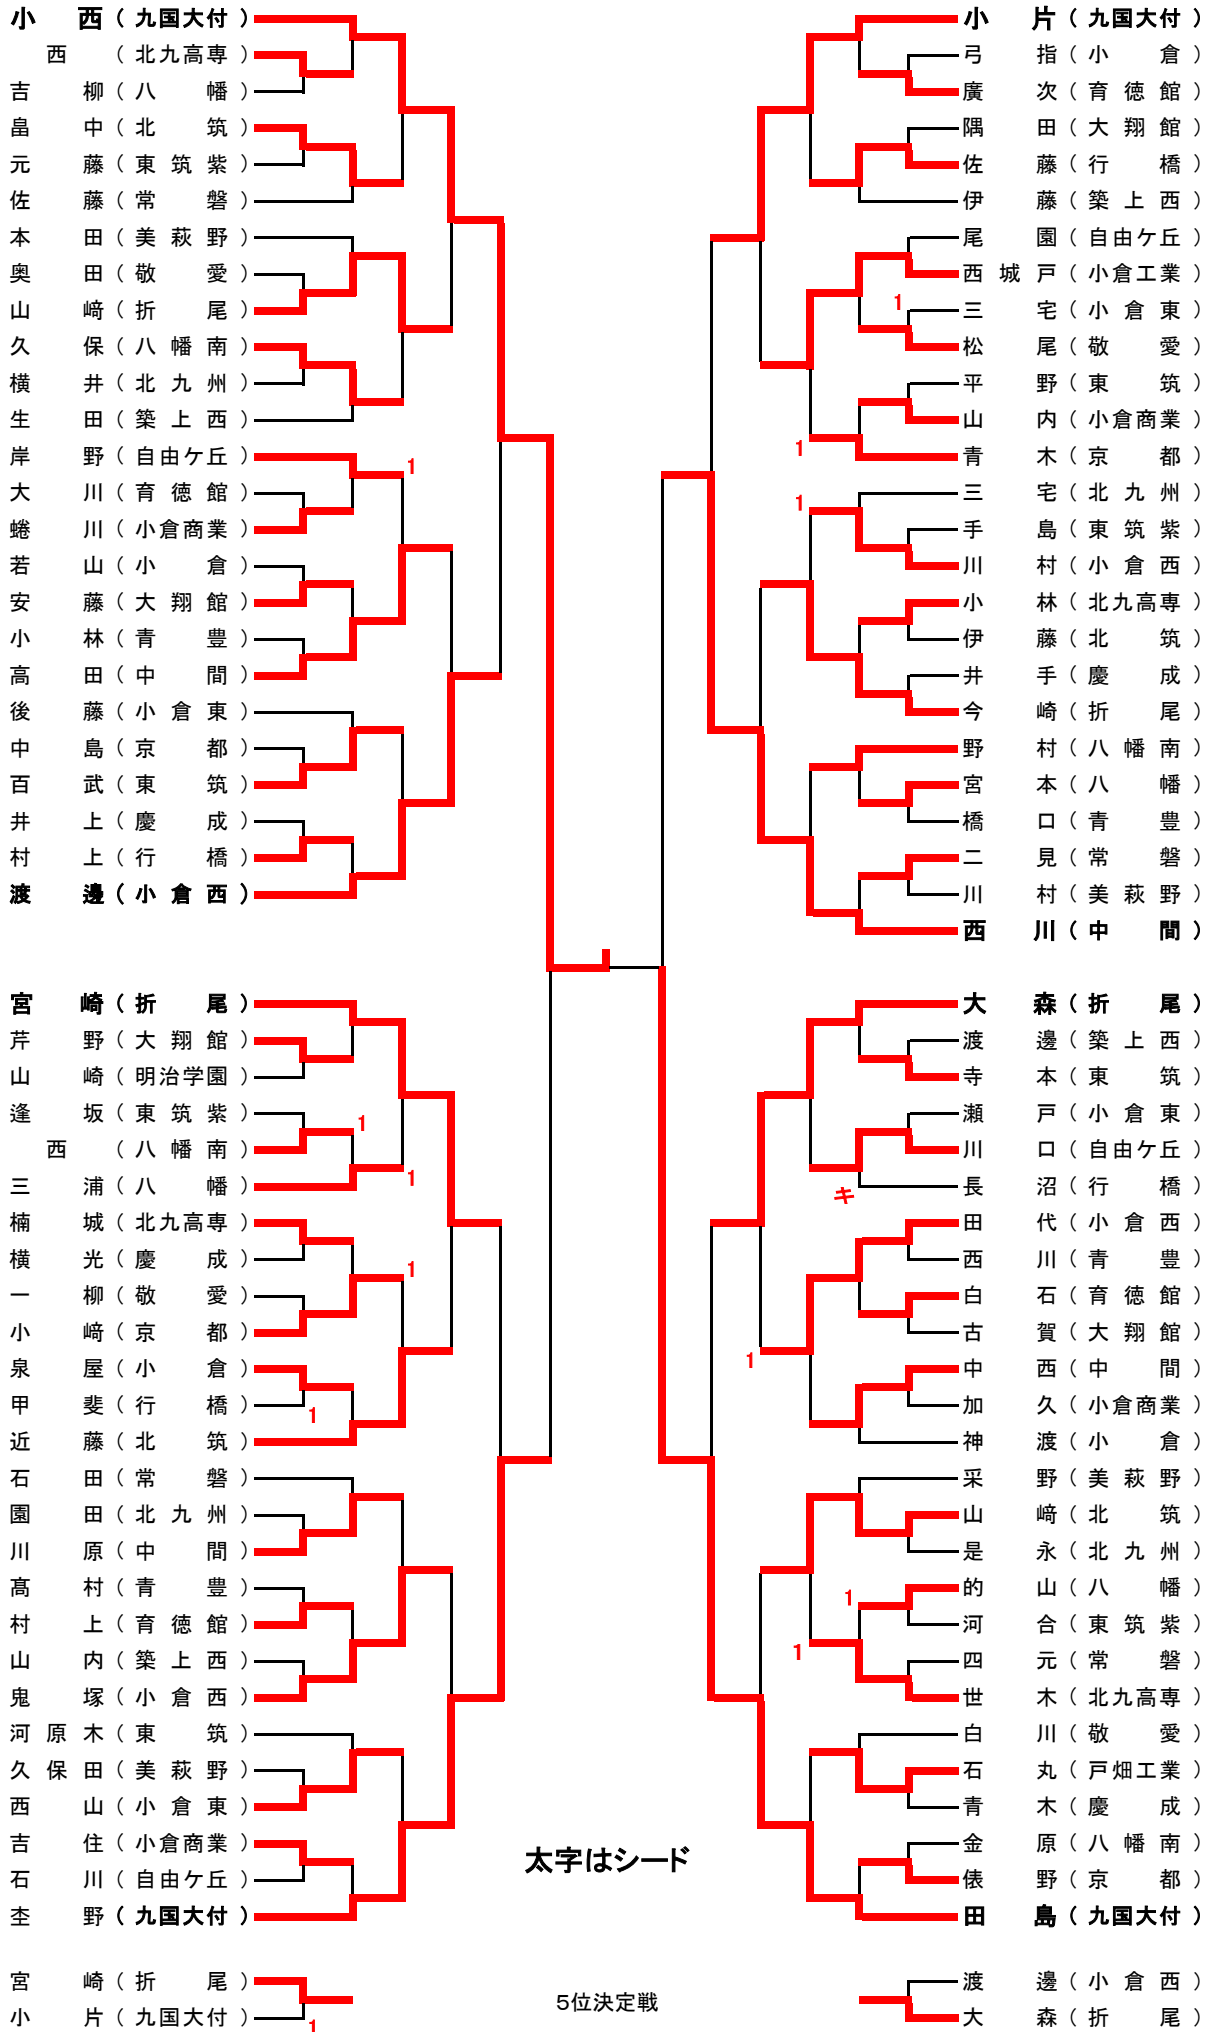 小 西 ( 九国大付 )
西 ( 北九高専 )
吉 柳 ( 八 幡 )
畠 中 ( 北 筑 )
元 藤 ( 東 筑 紫 )
佐 藤 ( 常 磐 )
本 田 ( 美 萩 野 )
奥 田 ( 敬 愛 )
山 﨑 ( 折 尾 )
久 保 ( 八 幡 南 )
横 井 ( 北 九 州 )
生 田 ( 築 上 西 )
岸 野 ( 自由ケ丘 )
1
大 川 ( 育 徳 館 )
蜷 川 ( 小倉商業 )
若 山 ( 小 倉 )
安 藤 ( 大 翔 館 )
小 林 ( 青 豊 )
高 田 ( 中 間 )
後 藤 ( 小 倉 東 )
中 島 ( 京 都 )
百 武 ( 東 筑 )
井 上 ( 慶 成 )
村 上 ( 行 橋 )
渡 邊 ( 小 倉 西 )
宮 崎 ( 折 尾 )
芹 野 ( 大 翔 館 )
山 崎 ( 明治学園 )
逢 坂 ( 東 筑 紫 )
1
西 ( 八 幡 南 )
三 浦 ( 八 幡 )
1
楠 城 ( 北九高専 )
横 光 ( 慶 成 )
1
一 柳 ( 敬 愛 )
小 﨑 ( 京 都 )
泉 屋 ( 小 倉 )
甲 斐 ( 行 橋 )
1
近 藤 ( 北 筑 )
石 田 ( 常 磐 )
園 田 ( 北 九 州 )
川 原 ( 中 間 )
髙 村 ( 青 豊 )
村 上 ( 育 徳 館 )
山 内 ( 築 上 西 )
鬼 塚 ( 小 倉 西 )
河 原 木 ( 東 筑 )
久 保 田 ( 美 萩 野 )
西 山 ( 小 倉 東 )
吉 住 ( 小倉商業 )
石 川 ( 自由ケ丘 )
杢 野 ( 九国大付 )
小 片 ( 九国大付 )
弓 指 ( 小 倉 )
廣 次 ( 育 徳 館 )
隅 田 ( 大 翔 館 )
佐 藤 ( 行 橋 )
伊 藤 ( 築 上 西 )
尾 園 ( 自由ケ丘 )
西 城 戸 ( 小倉工業 )
1
三 宅 ( 小 倉 東 )
松 尾 ( 敬 愛 )
平 野 ( 東 筑 )
山 内 ( 小倉商業 )
1
青 木 ( 京 都 )
1
三 宅 ( 北 九 州 )
手 島 ( 東 筑 紫 )
川 村 ( 小 倉 西 )
小 林 ( 北九高専 )
伊 藤 ( 北 筑 )
井 手 ( 慶 成 )
今 崎 ( 折 尾 )
野 村 ( 八 幡 南 )
宮 本 ( 八 幡 )
橋 口 ( 青 豊 )
二 見 ( 常 磐 )
川 村 ( 美 萩 野 )
西 川 ( 中 間 )
大 森 ( 折 尾 )
渡 邊 ( 築 上 西 )
寺 本 ( 東 筑 )
瀬 戸 ( 小 倉 東 )
川 口 ( 自由ケ丘 )
キ
長 沼 ( 行 橋 )
田 代 ( 小 倉 西 )
西 川 ( 青 豊 )
白 石 ( 育 徳 館 )
古 賀 ( 大 翔 館 )
1
中 西 ( 中 間 )
加 久 ( 小倉商業 )
神 渡 ( 小 倉 )
采 野 ( 美 萩 野 )
山 﨑 ( 北 筑 )
是 永 ( 北 九 州 )
1
的 山 ( 八 幡 )
河 合 ( 東 筑 紫 )
1
四 元 ( 常 磐 )
世 木 ( 北九高専 )
白 川 ( 敬 愛 )
石 丸 ( 戸畑工業 )
青 木 ( 慶 成 )
金 原 ( 八 幡 南 )
俵 野 ( 京 都 )
田 島 ( 九国大付 )
太字はシード
宮 崎 ( 折 尾 )
小 片 ( 九国大付 )
1
5位決定戦
渡 邊 ( 小 倉 西 )
大 森 ( 折 尾 )